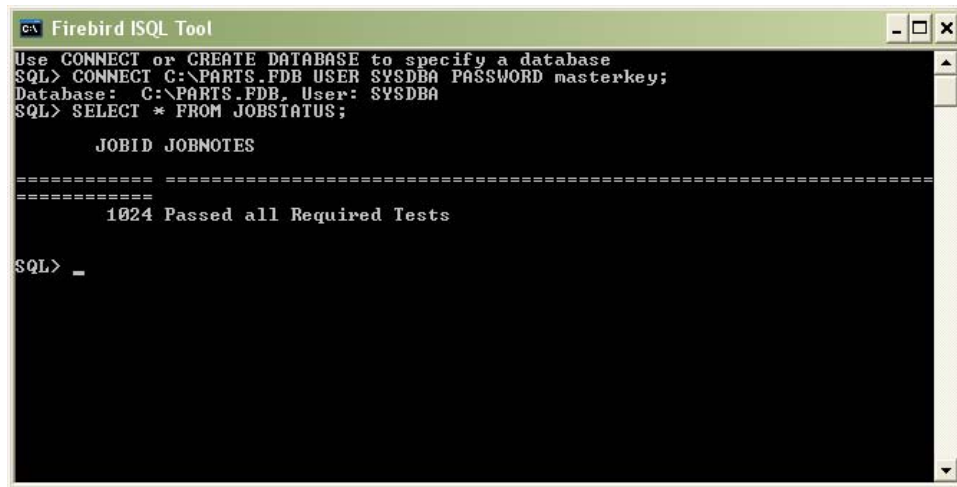 Firebird ISQL Tool
Use CONNECT or CREATE DATABASE to specify a database
SQL> CONNECT C:\PARTS.FDB USER SYSDBA PASSWORD masterkey;
Database:  C:\PARTS.FDB, User: SYSDBA
SQL> SELECT * FROM JOBSTATUS;
JOBID JOBNOTES
============ ===================================================================
============
1024 Passed all Required Tests
SQL> _